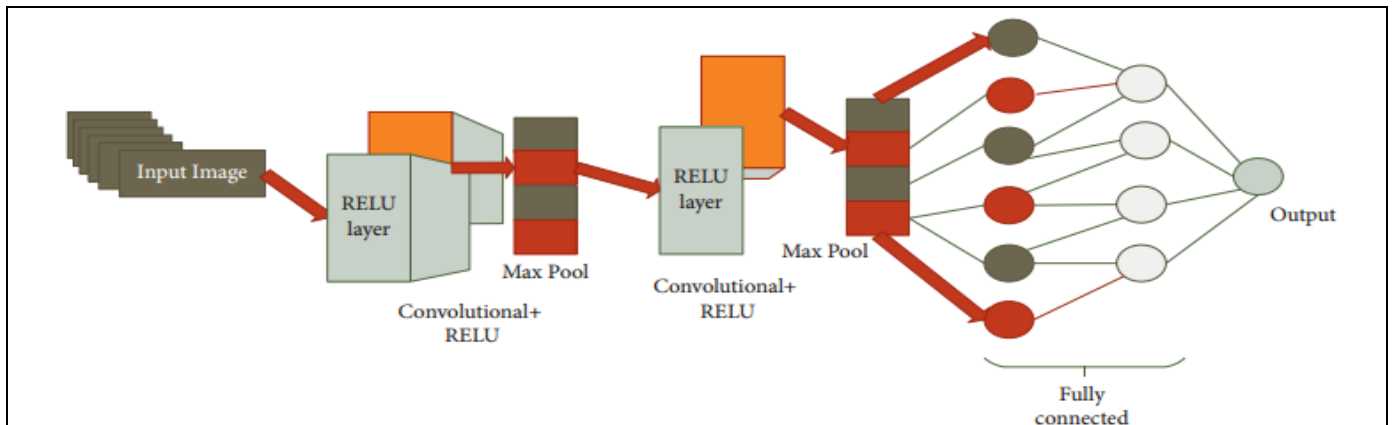 Input Image
RELU
layer
Max Pool
Convolutional+
RELU
RELU
layer
Convolutional+
RELU
Max Pool
Output
Fully
connected